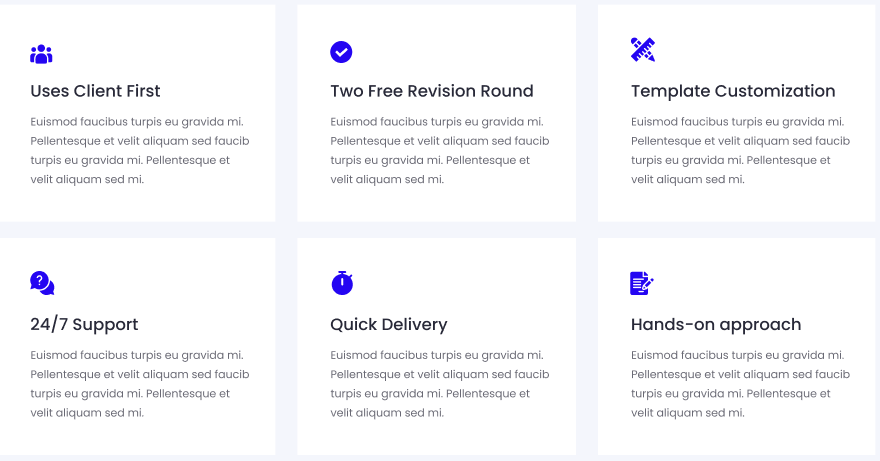 Uses Client First
Euismod faucibus turpis eu gravida mi.
Pellentesque et velit aliquam sed faucib
turpis eu gravida mi. Pellentesque et
velit aliquam sed mi.
Two Free Revision Round
Euismod faucibus turpis eu gravida mi.
Pellentesque et velit aliquam sed faucib
turpis eu gravida mi. Pellentesque et
velit aliquam sed mi.
Template Customization
Euismod faucibus turpis eu gravida mi.
Pellentesque et velit aliquam sed faucib
turpis eu gravida mi. Pellentesque et
velit aliquam sed mi.
24/7 Support
Euismod faucibus turpis eu gravida mi.
Pellentesque et velit aliquam sed faucib
turpis eu gravida mi. Pellentesque et
velit aliquam sed mi.
Quick Delivery
Euismod faucibus turpis eu gravida mi.
Pellentesque et velit aliquam sed faucib
turpis eu gravida mi. Pellentesque et
velit aliquam sed mi.
Hands-on approach
Euismod faucibus turpis eu gravida mi.
Pellentesque et velit aliquam sed faucib
turpis eu gravida mi. Pellentesque et
velit aliquam sed mi.